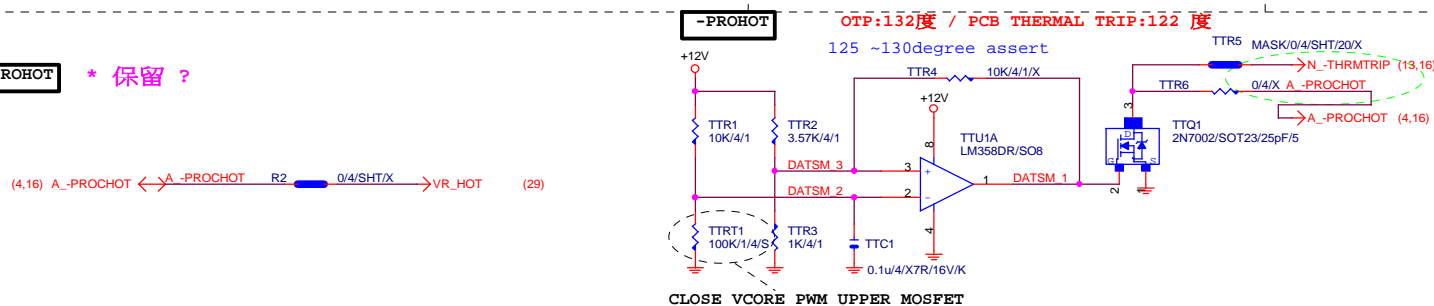 -PROHOT
OTP:132度 / PCB THERMAL TRIP:122 度
125 ~130degree assert
ROHOT
* 保留 ?
+12V
TTR4
10K/4/1/X
+12V
TTR5
MASK/0/4/SHT/20/X
N_-THRMTRIP (13,16)
TTR6
0/4/X
A_-PROCHOT
A_-PROCHOT (4,16)
TTR1
10K/4/1
TTR2
3.57K/4/1
TTU1A
LM358DR/SO8
3
D
G
S
TTQ1
2N7002/SOT23/25pF/5
8
DATSM_3
3
+
DATSM_2
2
-
1
DATSM_1
2
1
4
(4,16) A_-PROCHOT
A_-PROCHOT
R2
0/4/SHT/X
VR_HOT
(29)
TTRT1
100K/1/4/S
TTR3
1K/4/1
TTC1
0.1u/4/X7R/16V/K
CLOSE VCORE PWM UPPER MOSFET